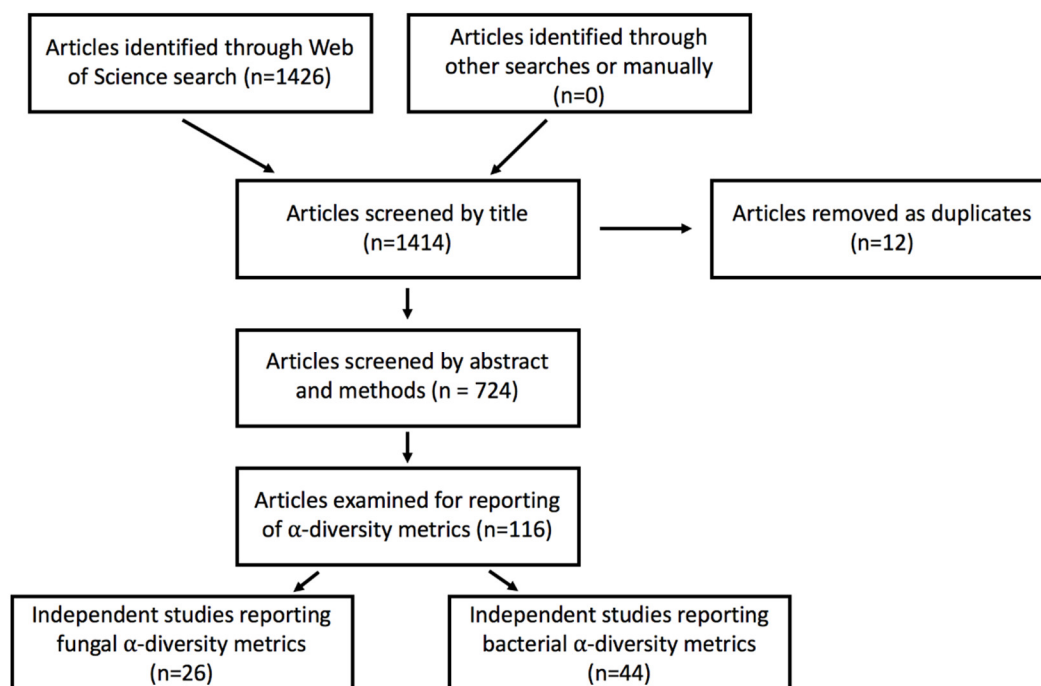 Articles identified through Web
of Science search (n=1426)
Articles identified through
other searches or manually
(n=0)
Articles screened by title
(n=1414)
Articles removed as duplicates
(n=12)
Articles screened by abstract
and methods (n = 724)
Articles examined for reporting
of α-diversity metrics (n=116)
Independent studies reporting
fungal α-diversity metrics
(n=26)
Independent studies reporting
bacterial α-diversity metrics
(n=44)